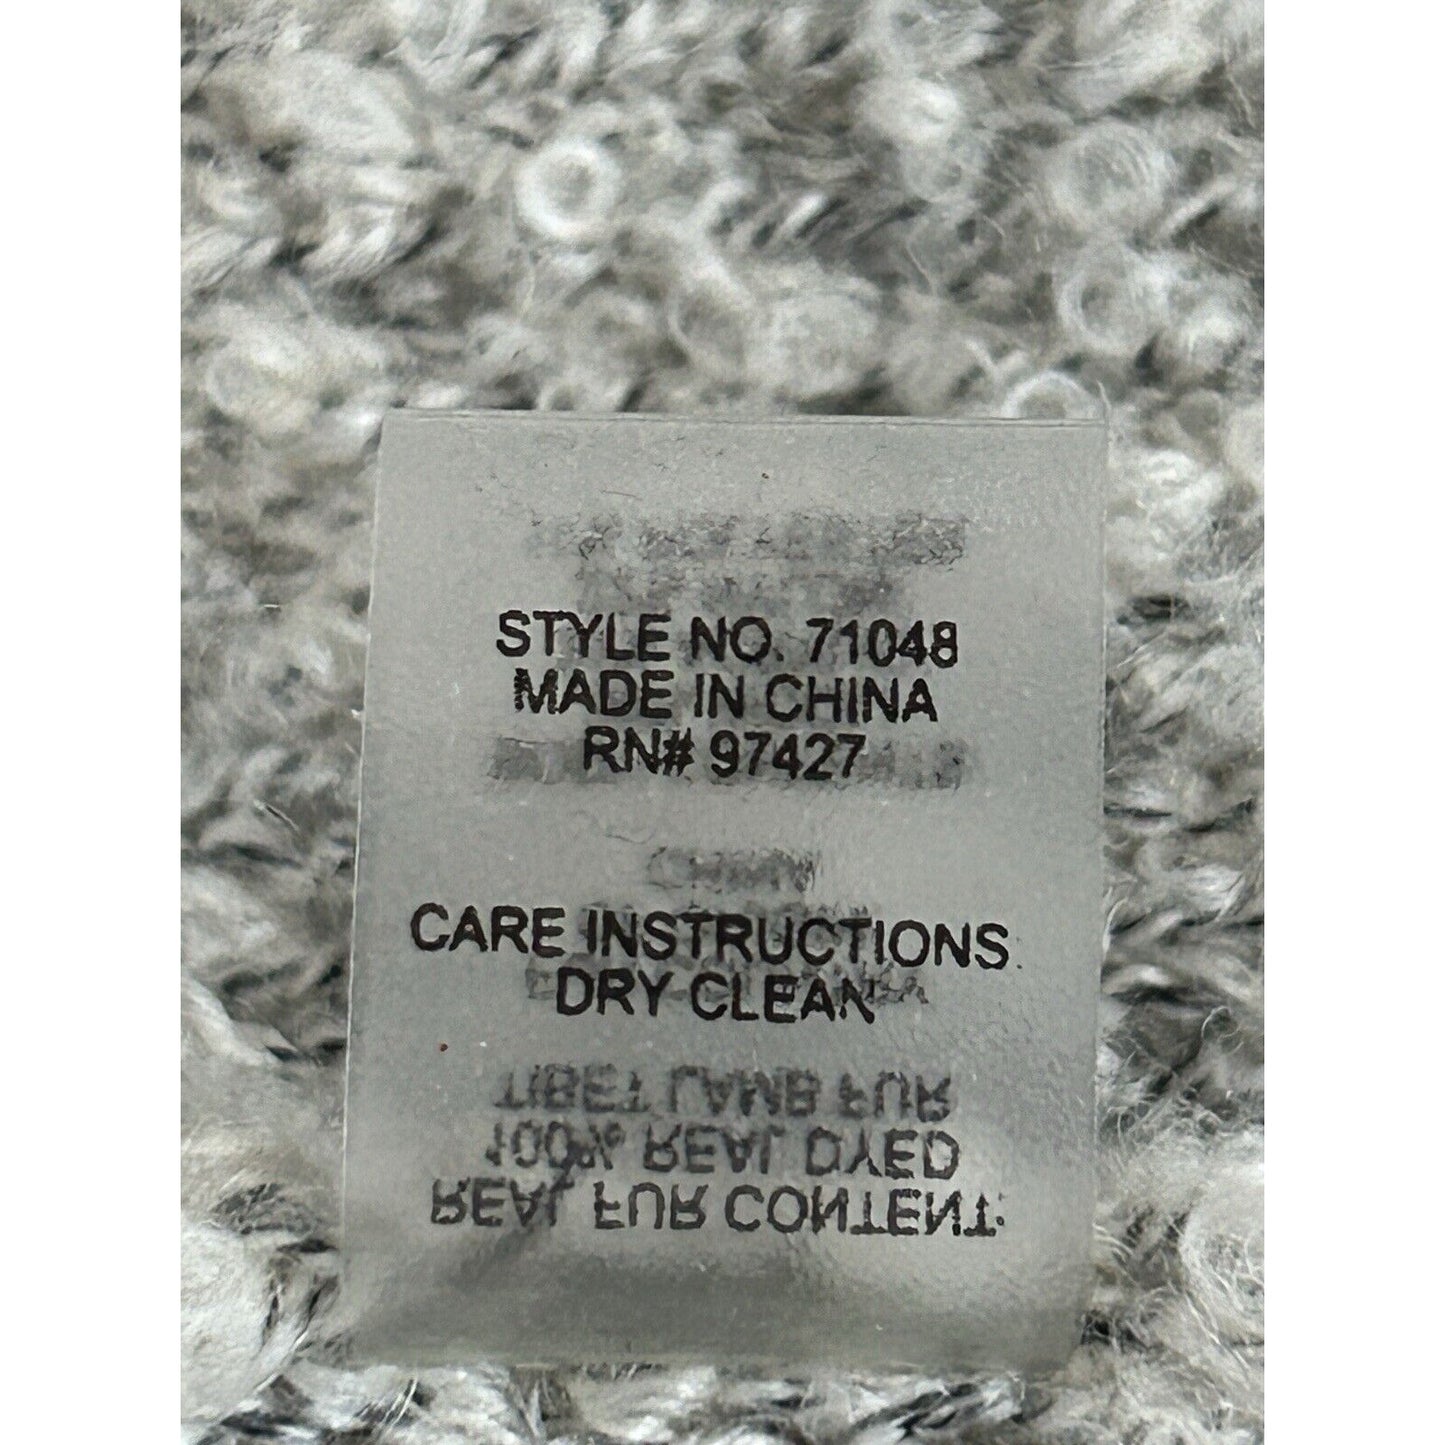 STYLE NO. 71048
MADE IN CHINA
RN# 97427
CARE INSTRUCTIONS
DRY CLEAN
TIBET LAMB FUR
100% REAL DYED
REAL FUR CONTENT: